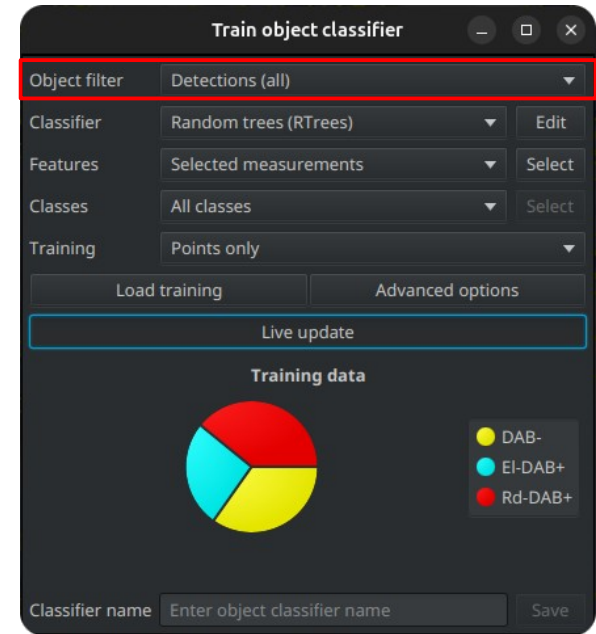 Train object classifier
Object filter Detections (all)
Classifier Random trees (RTrees) Edit
Features Selected measurements Select
Classes All classes Select
Training Points only
Load training Advanced options
Live update
Training data
DAB-
El-DAB+
Rd-DAB+
Classifier name Enter object classifier name Save